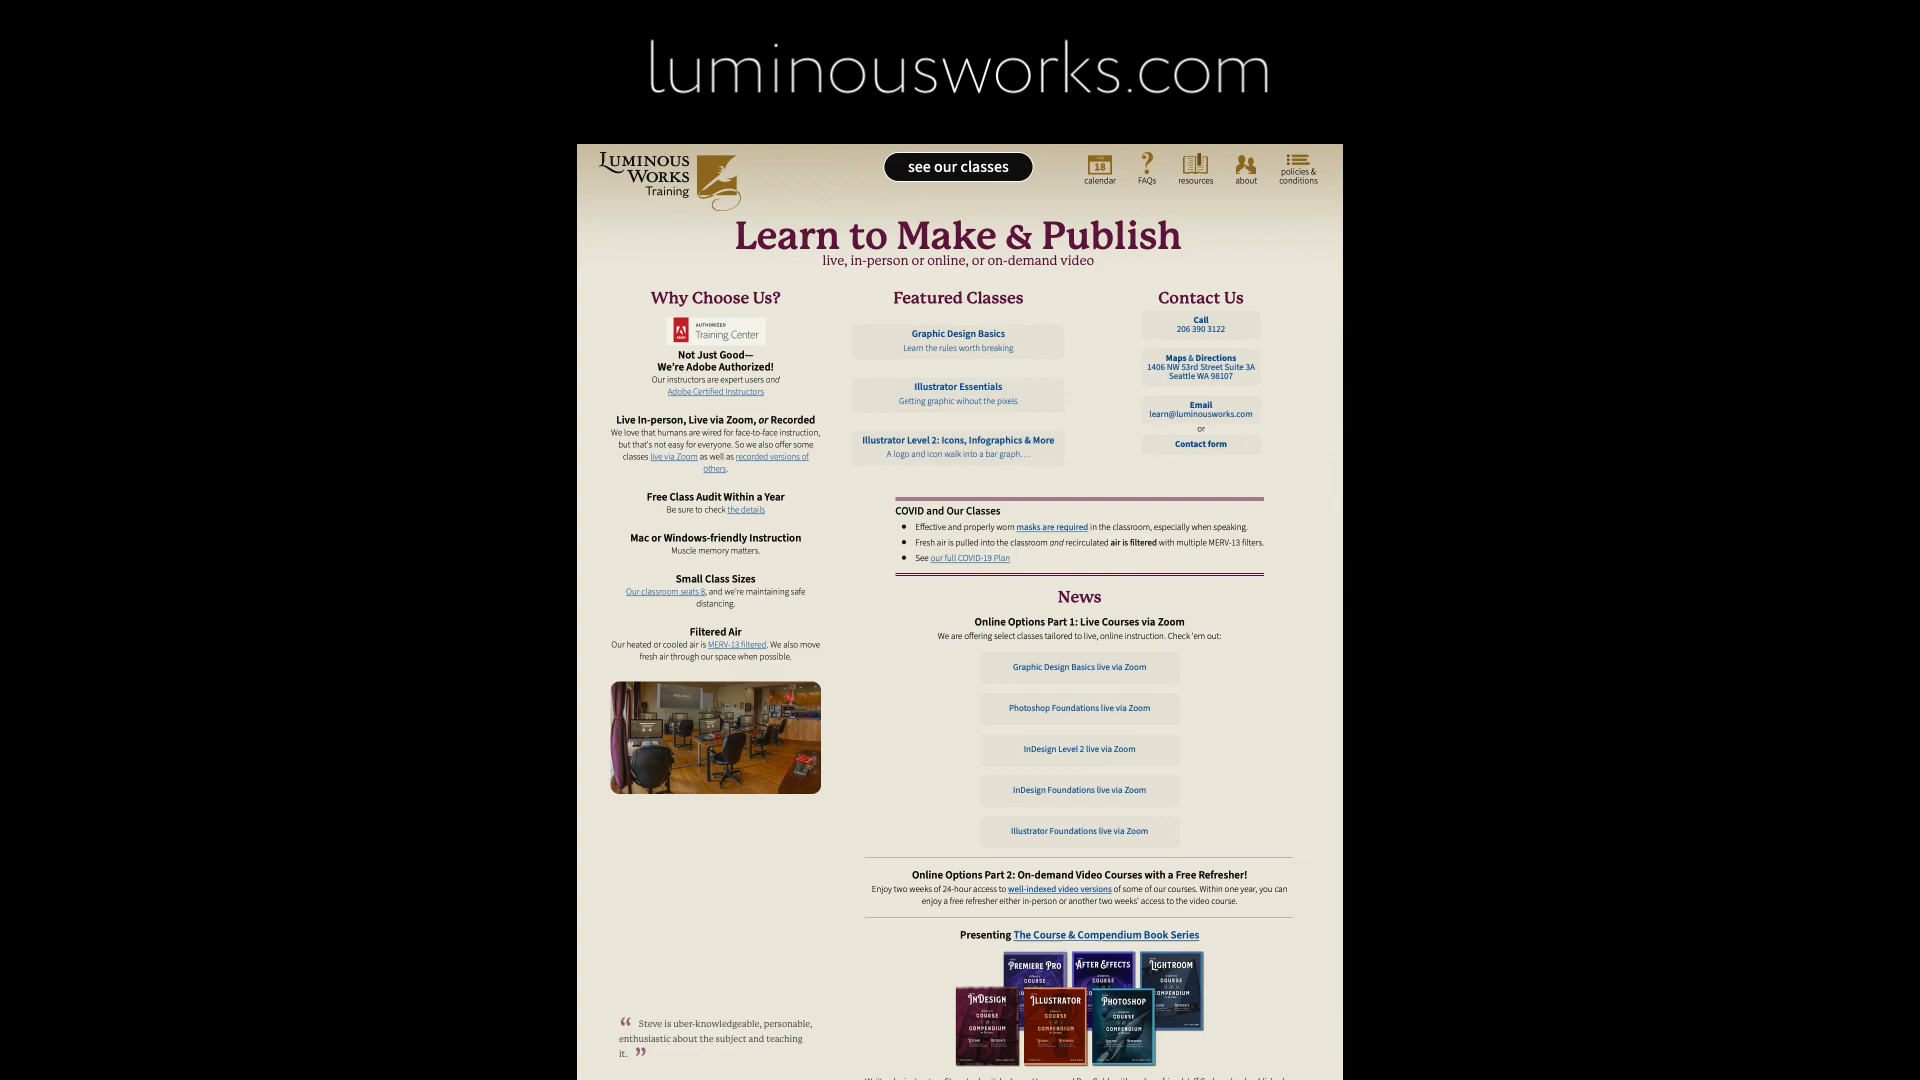 luminousworks.com
LUMINOUS
WORKS
Training
see our classes
18
calendar
FAQs
resources
about
policies &
conditions
Learn to Make & Publish
live, in-person or online, or on-demand video
Why Choose Us?
AUTHORIZED
Training Center
Adobe
Not Just Good—
We're Adobe Authorized!
Our instructors are expert users and
Adobe Certified Instructors
Live In-person, Live via Zoom, or Recorded
We love that humans are wired for face-to-face instruction,
but that's not easy for everyone. So we also offer some
classes live via Zoom as well as recorded versions of
others.
Free Class Audit Within a Year
Be sure to check the details
Mac or Windows-friendly Instruction
Muscle memory matters.
Small Class Sizes
Our classroom seats 8, and we're maintaining safe
distancing.
Filtered Air
Our heated or cooled air is MERV-13 filtered. We also move
fresh air through our space when possible.
“ Steve is uber-knowledgeable, personable,
enthusiastic about the subject and teaching
it. ”
Featured Classes
Graphic Design Basics
Learn the rules worth breaking
Illustrator Essentials
Getting graphic wihout the pixels
Illustrator Level 2: Icons, Infographics & More
A logo and icon walk into a bar graph. . .
Contact Us
Call
206 390 3122
Maps & Directions
1406 NW 53rd Street Suite 3A
Seattle WA 98107
Email
learn@luminousworks.com
or
Contact form
COVID and Our Classes
• Effective and properly worn masks are required in the classroom, especially when speaking.
• Fresh air is pulled into the classroom and recirculated air is filtered with multiple MERV-13 filters.
• See our full COVID-19 Plan
News
Online Options Part 1: Live Courses via Zoom
We are offering select classes tailored to live, online instruction. Check 'em out:
Graphic Design Basics live via Zoom
Photoshop Foundations live via Zoom
InDesign Level 2 live via Zoom
InDesign Foundations live via Zoom
Illustrator Foundations live via Zoom
Online Options Part 2: On-demand Video Courses with a Free Refresher!
Enjoy two weeks of 24-hour access to well-indexed video versions of some of our courses. Within one year, you can
enjoy a free refresher either in-person or another two weeks' access to the video course.
Presenting The Course & Compendium Book Series
PREMIERE PRO
COURSE
AFTER EFFECTS
COURSE
LIGHTROOM
COURSE
COMPENDIUM
INDESIGN
COURSE
COMPENDIUM
ILLUSTRATOR
COURSE
COMPENDIUM
PHOTOSHOP
COURSE
COMPENDIUM